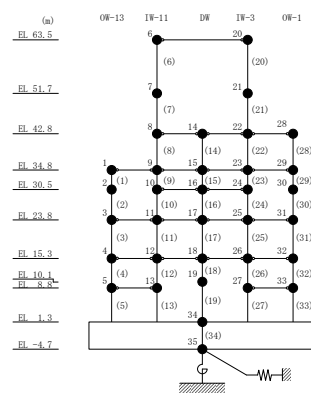 (m) OW-13 IW-11 DW IW-3 OW-1
EL 63.5 6 20
(6) (20)
EL 51.7 7 21
(7) (21)
EL 42.8 8 14 22 28
(8) (14) (22) (28)
EL 34.8 1 9 15 23 29
(1) (9) (15) (23) (29)
EL 30.5 2 10 16 24 30
(2) (10) (16) (24) (30)
EL 23.8 3 11 17 25 31
(3) (11) (17) (25) (31)
EL 15.3 4 12 18 26 32
(4) (12) (18) (26) (32)
EL 10.1 19
EL 8.8 5 13 27 33
(5) (13) (19) (27) (33)
EL 1.3 34
(34)
EL -4.7 35